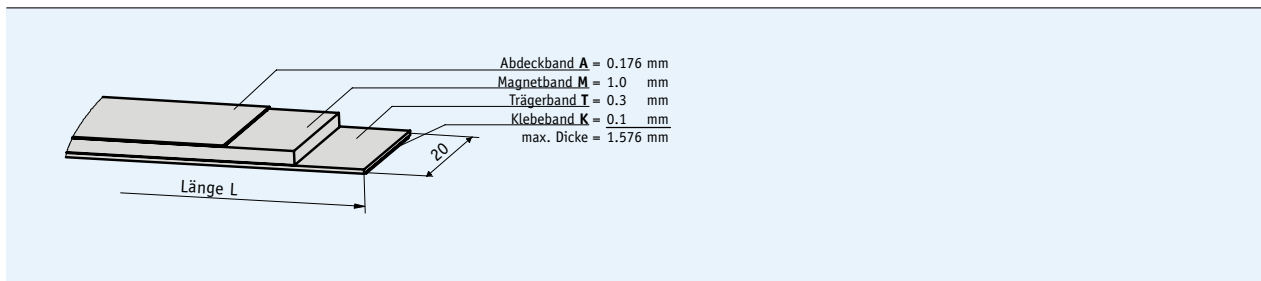 Abdeckband A = 0.176 mm
Magnetband M = 1.0 mm
Trägerband T = 0.3 mm
Klebeband K = 0.1 mm
max. Dicke = 1.576 mm
20
Länge L